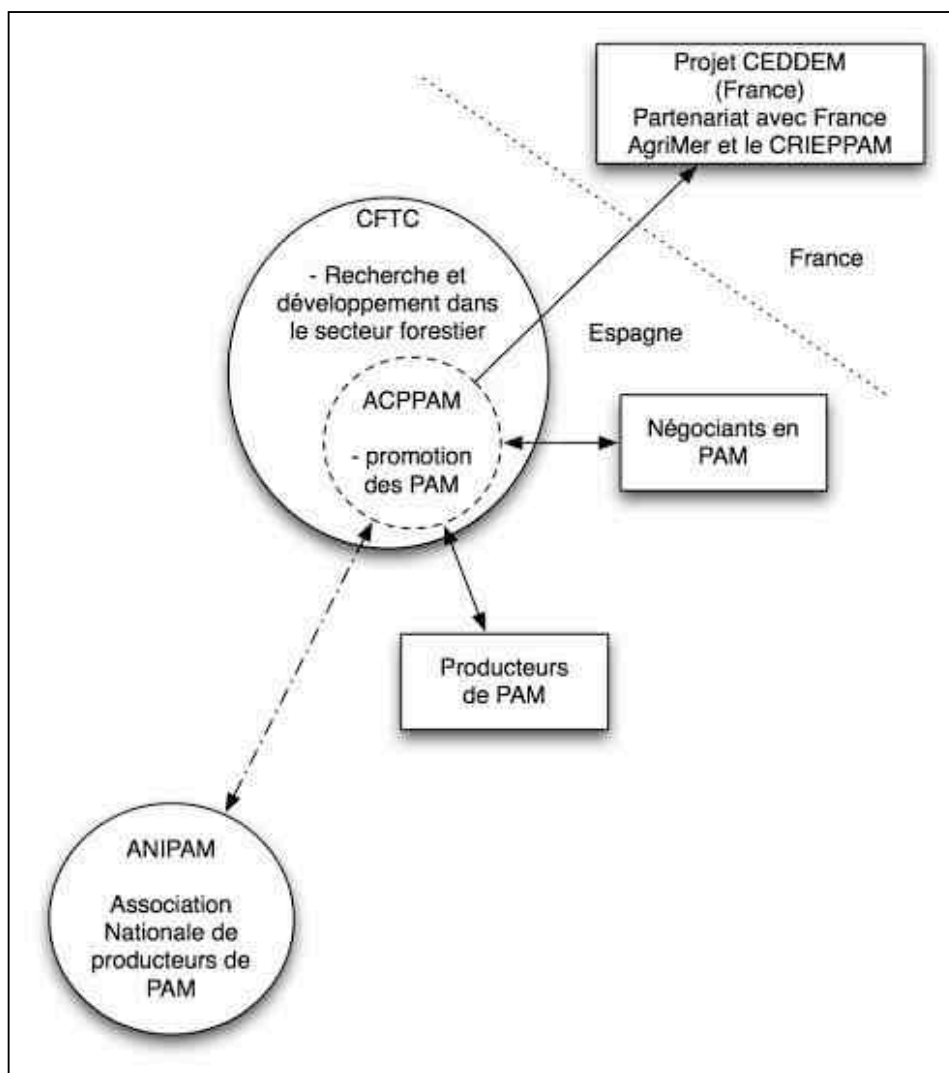 Projet CEDDEM
(France)
Partenariat avec France
AgriMer et le CRIEPPAM
CFTC
- Recherche et
développement dans
le secteur forestier
France
Espagne
ACPPAM
- promotion
des PAM
Négociants en
PAM
Producteurs
de PAM
ANIPAM
Association
Nationale de
producteurs de
PAM